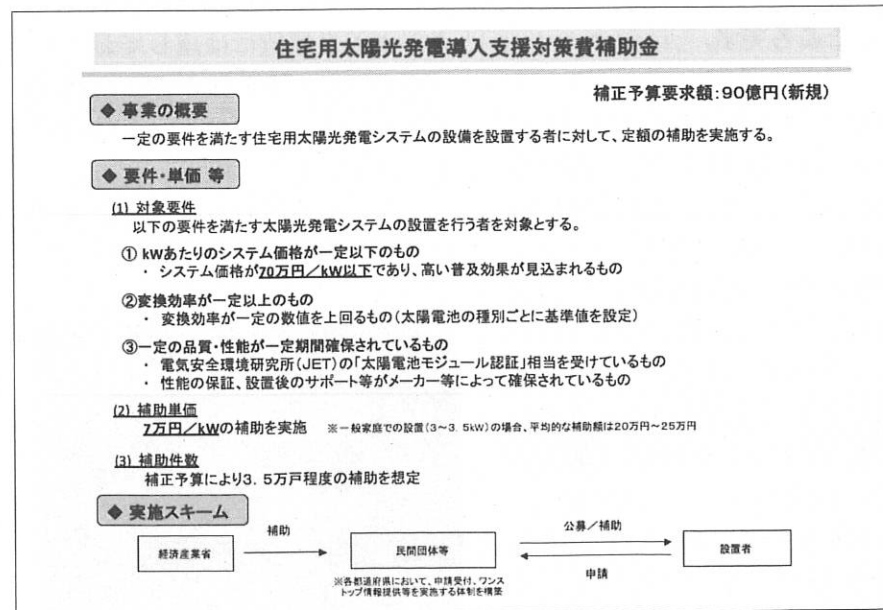 住宅用太陽光発電導入支援対策費補助金
補正予算要求額:90億円(新規)
◆ 事業の概要
一定の要件を満たす住宅用太陽光発電システムの設備を設置する者に対して、定額の補助を実施する。
◆ 要件・単価 等
(1) 対象要件
以下の要件を満たす太陽光発電システムの設置を行う者を対象とする。
① kWあたりのシステム価格が一定以下のもの
・ システム価格が70万円/kW以下であり、高い普及効果が見込まれるもの
②変換効率が一定以上のもの
・ 変換効率が一定の数値を上回るもの(太陽電池の種別ごとに基準値を設定)
③一定の品質・性能が一定期間確保されているもの
・ 電気安全環境研究所(JET)の「太陽電池モジュール認証」相当を受けているもの
・ 性能の保証、設置後のサポート等がメーカー等によって確保されているもの
(2) 補助単価
7万円/kWの補助を実施 ※一般家庭での設置(3~3. 5kW)の場合、平均的な補助額は20万円~25万円
(3) 補助件数
補正予算により3. 5万戸程度の補助を想定
◆ 実施スキーム
経済産業省
補助
民間団体等
公募/補助
申請
設置者
※各都道府県において、申請受付、ワンス
トップ情報提供等を実施する体制を構築